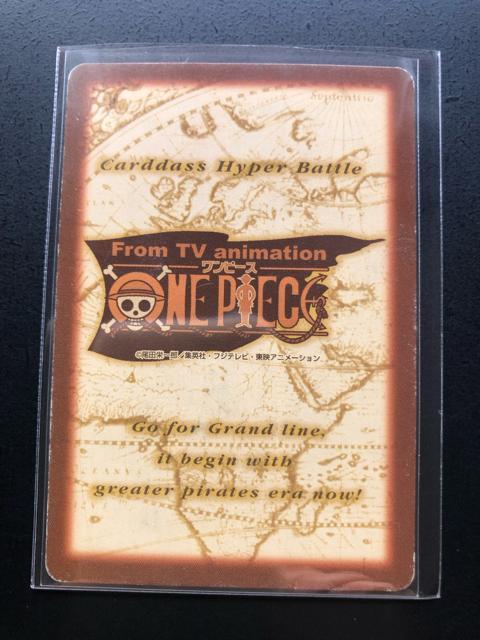 Septentrio
Carddass Hyper Battle
From TV animation
ワンピース
ONE PIECE
©尾田栄一郎／集英社・フジテレビ・東映アニメーション
Go for Grand line,
it begin with
greater pirates era now!